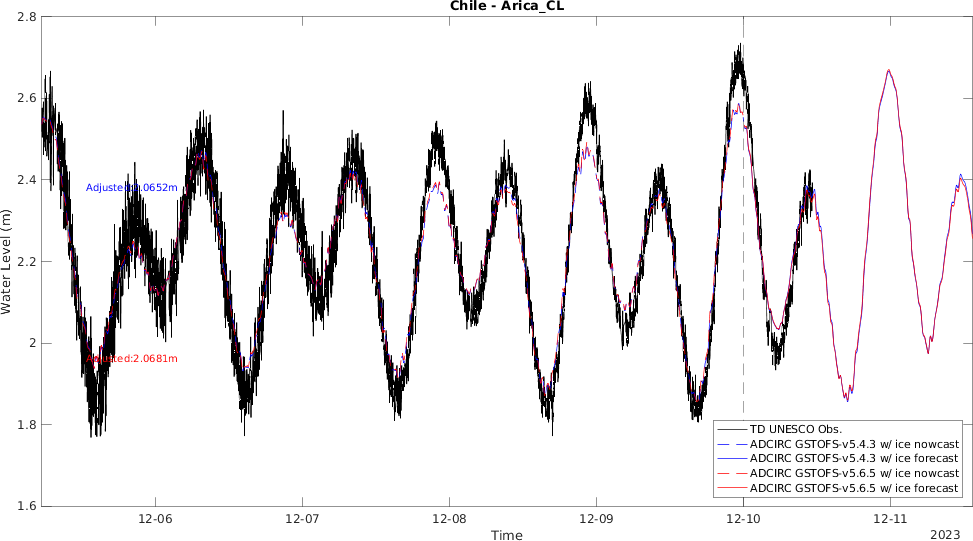 Chile - Arica_CL
2.8
2.6
2.4
2.2
2
1.8
1.6
Water Level (m)
Adjusted:2.0652m
Adjusted:2.0681m
TD UNESCO Obs.
ADCIRC GSTOFS-v5.4.3 w/ ice nowcast
ADCIRC GSTOFS-v5.4.3 w/ ice forecast
ADCIRC GSTOFS-v5.6.5 w/ ice nowcast
ADCIRC GSTOFS-v5.6.5 w/ ice forecast
12-06 12-07 12-08 12-09 12-10 12-11
Time
2023